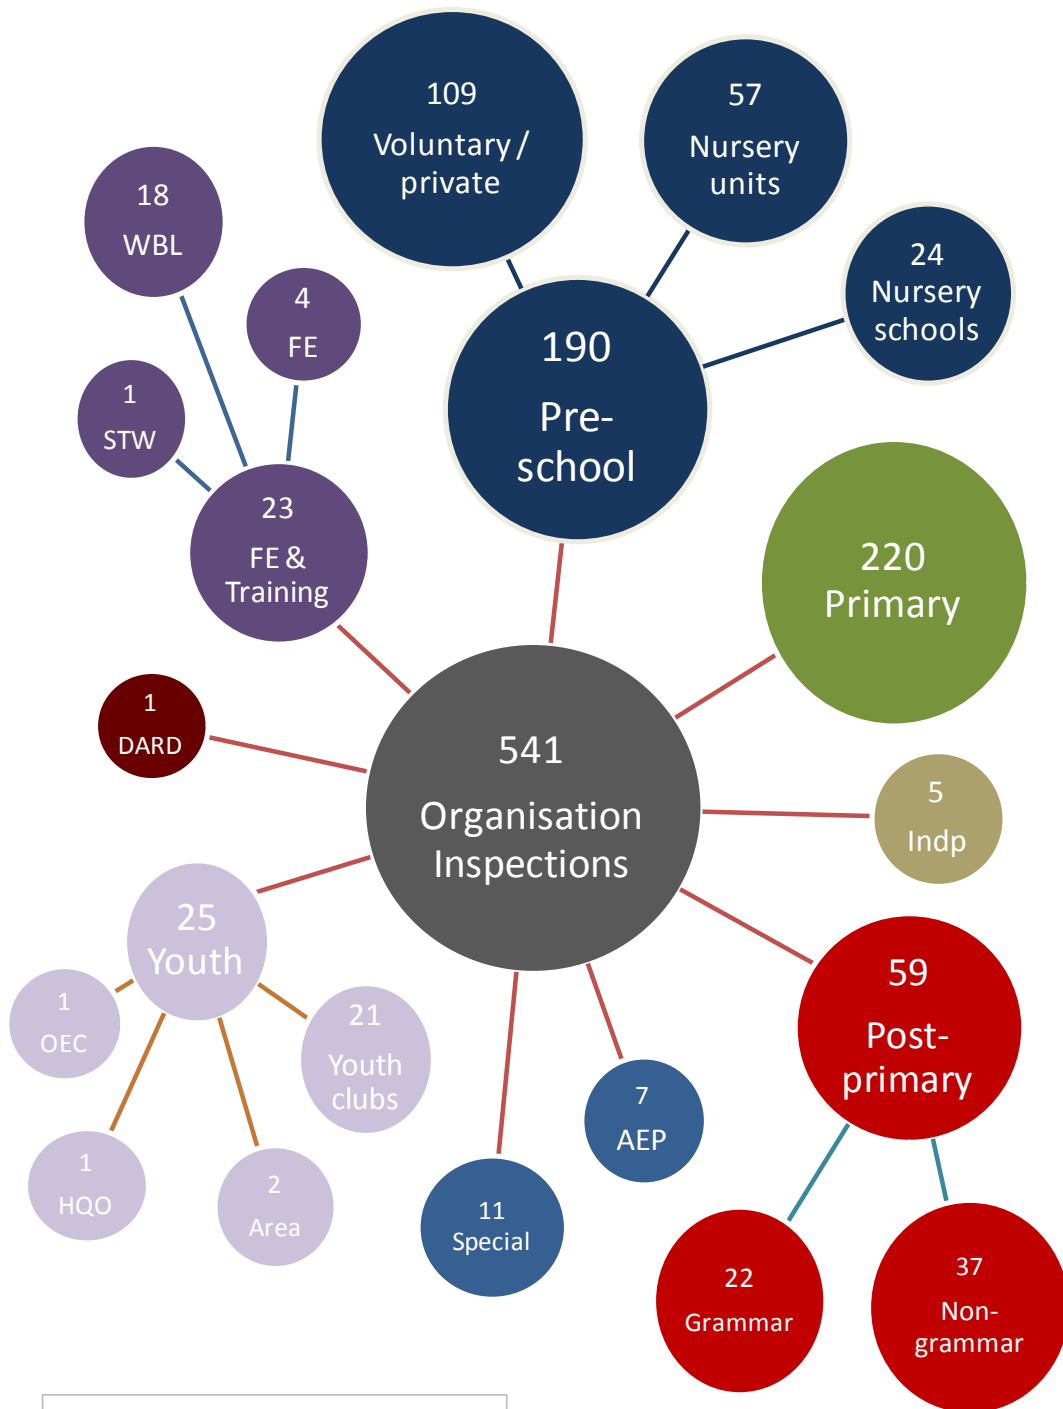 109
Voluntary /
private
57
Nursery
units
24
Nursery
schools
190
Pre-
school
18
WBL
4
FE
1
STW
23
FE &
Training
220
Primary
1
DARD
541
Organisation
Inspections
5
Indp
25
Youth
1
OEC
21
Youth
clubs
1
HQO
2
Area
59
Post-
primary
7
AEP
11
Special
22
Grammar
37
Non-
grammar